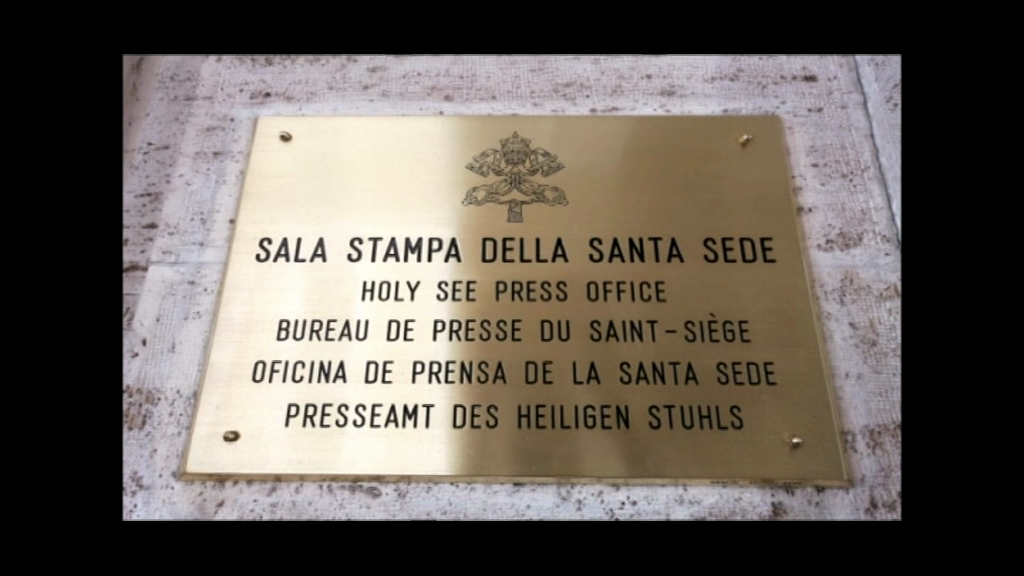 SALA STAMPA DELLA SANTA SEDE
HOLY SEE PRESS OFFICE
BUREAU DE PRESSE DU SAINT-SIÈGE
OFICINA DE PRENSA DE LA SANTA SEDE
PRESSEAMT DES HEILIGEN STUHLS